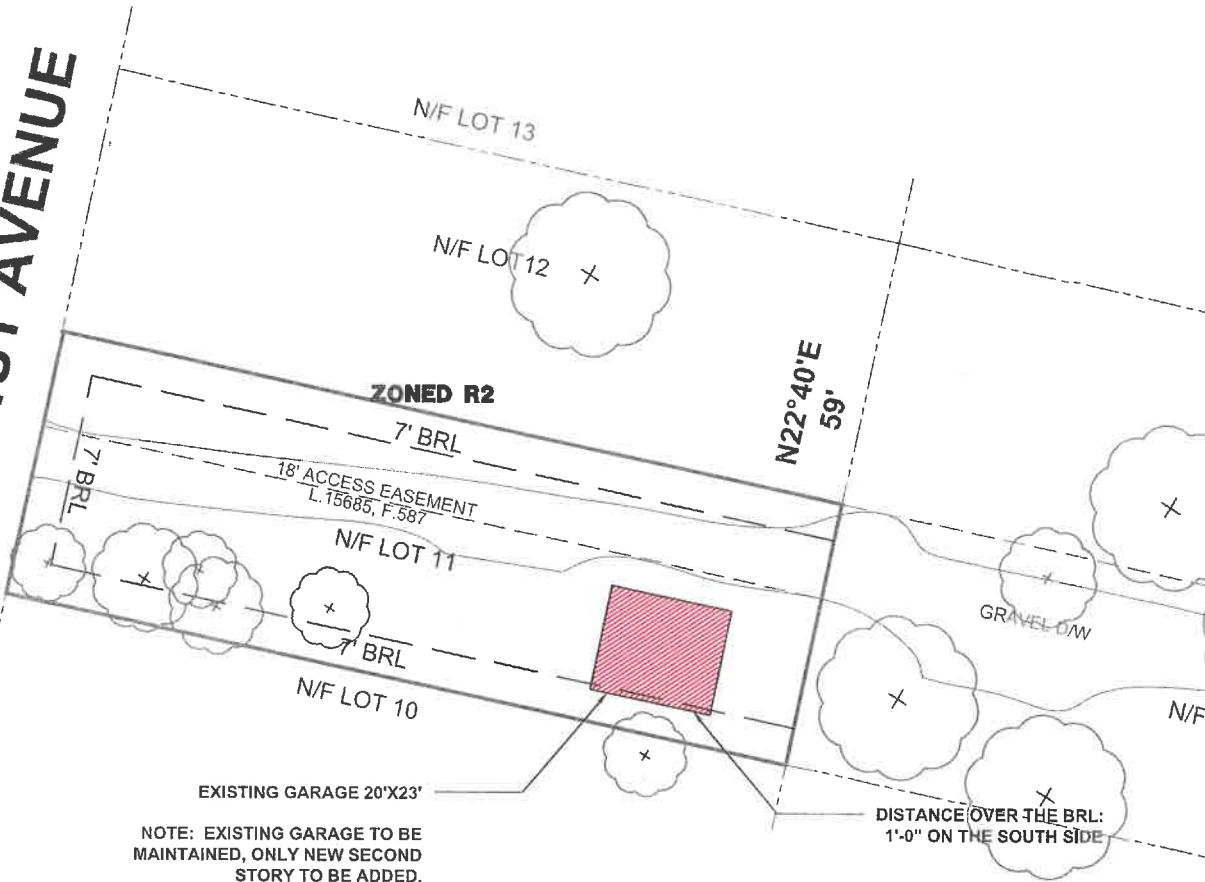 AVENUE
N/F LOT 13
N/F LOT 12
N22°40'E
59'
ZONED R2
7' BRL
7' BRL
18' ACCESS EASEMENT
L.15685, F.587
N/F LOT 11
GRAVEL D/W
7' BRL
N/F LOT 10
N/F
EXISTING GARAGE 20'X23'
NOTE: EXISTING GARAGE TO BE
MAINTAINED, ONLY NEW SECOND
STORY TO BE ADDED.
DISTANCE OVER THE BRL:
1'-0" ON THE SOUTH SIDE